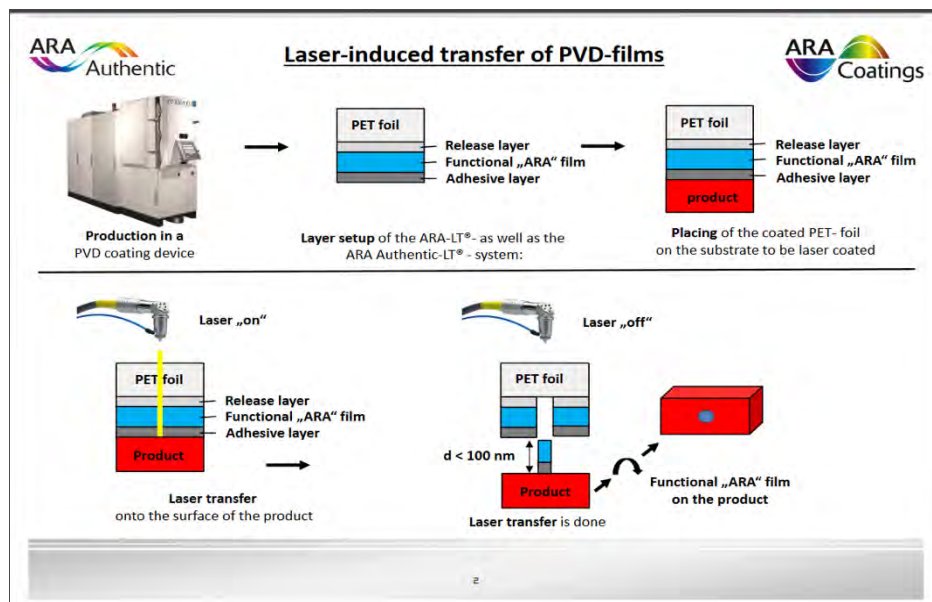 ARA
Authentic
Laser-induced transfer of PVD-films
ARA
Coatings
PET foil
Release layer
Functional „ARA“ film
Adhesive layer
PET foil
Release layer
Functional „ARA“ film
Adhesive layer
product
Production in a
PVD coating device
Layer setup of the ARA-LT®- as well as the
ARA Authentic-LT® - system:
Placing of the coated PET- foil
on the substrate to be laser coated
Laser „on“
PET foil
Release layer
Functional „ARA“ film
Adhesive layer
Product
Laser transfer
onto the surface of the product
Laser „off“
PET foil
d < 100 nm
Product
Laser transfer is done
Functional „ARA“ film
on the product
2